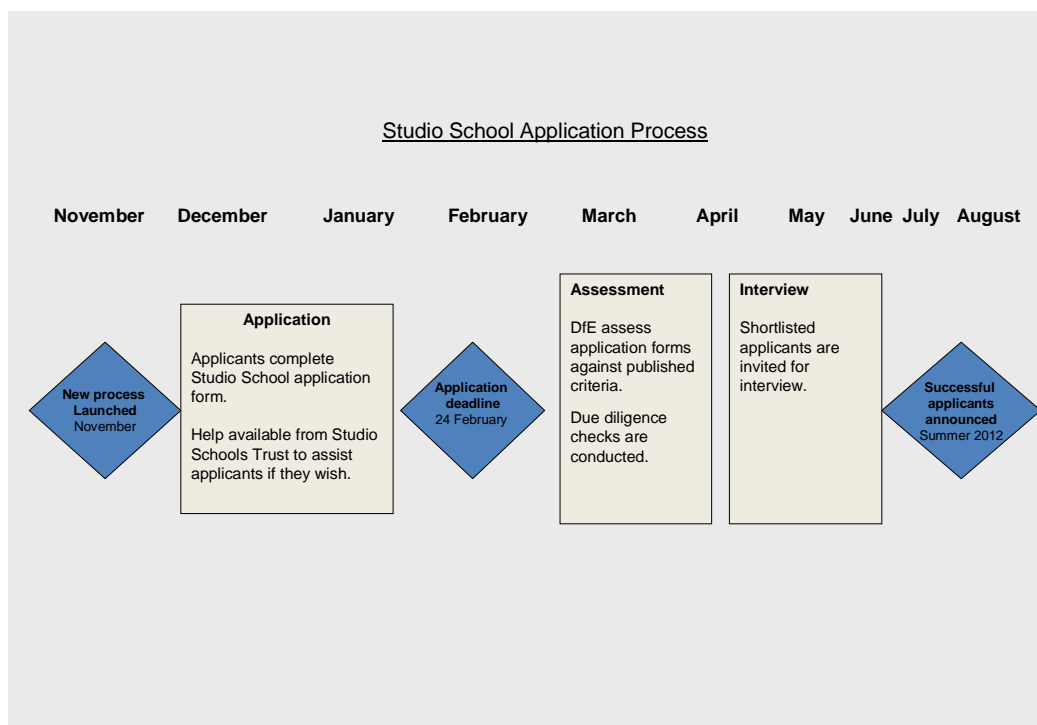 Studio School Application Process
November December January February March April May June July August
New process
Launched
November
Application
Applicants complete
Studio School application
form.
Help available from Studio
Schools Trust to assist
applicants if they wish.
Application
deadline
24 February
Assessment
DfE assess
application forms
against published
criteria.
Due diligence
checks are
conducted.
Interview
Shortlisted
applicants are
invited for
interview.
Successful
applicants
announced
Summer 2012